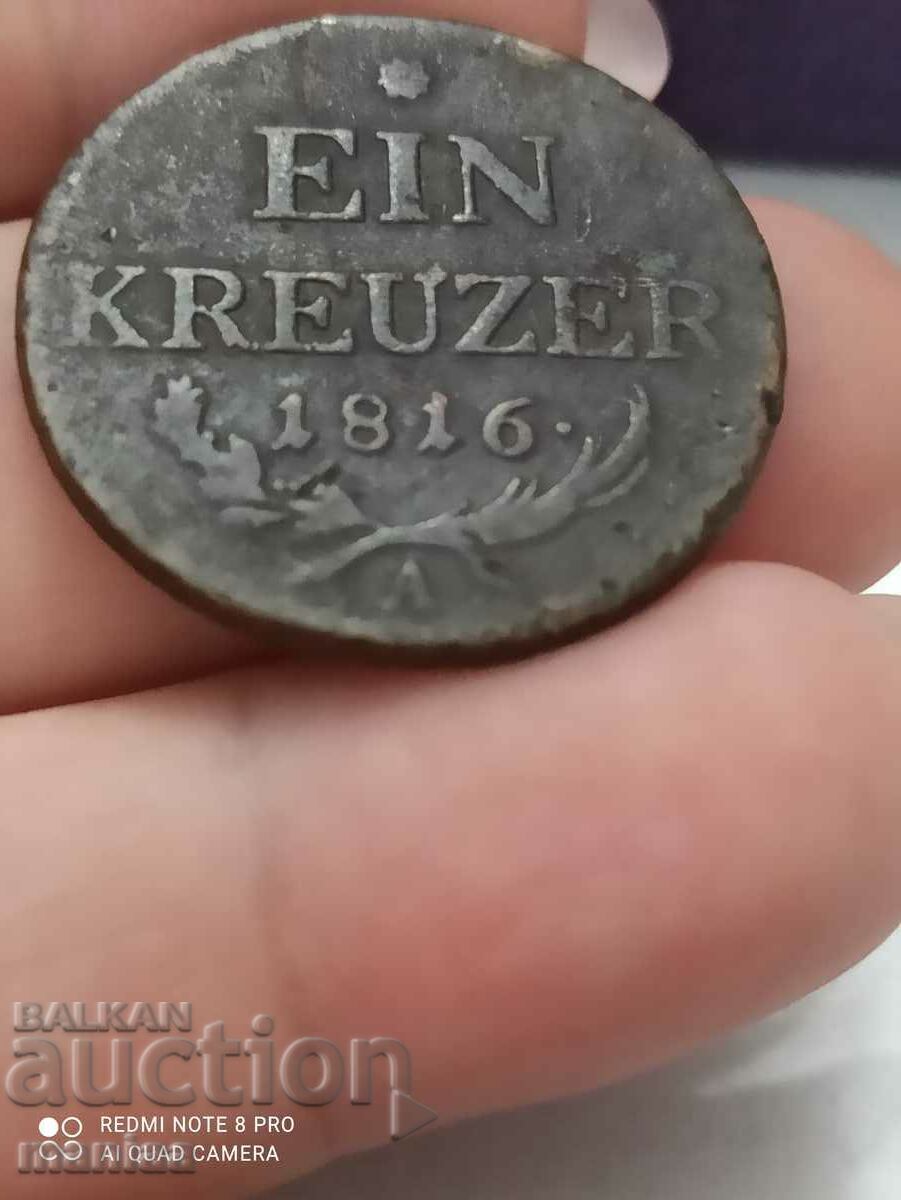 EIN
KREUZER
1816·
A
BALKAN
auction
REDMI NOTE 8 PRO
AI QUAD CAMERA